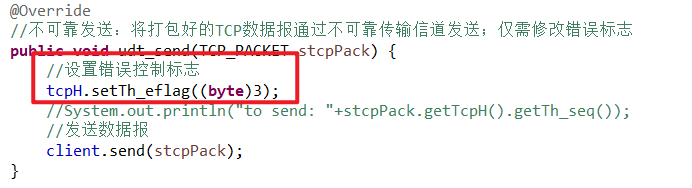 @Override
//不可靠发送：将打包好的TCP数据报通过不可靠传输信道发送；仅需修改错误标志
public void udt_send(TCP_PACKET stcpPack) {
//设置错误控制标志
tcpH.setTh_eflag((byte)3);
//System.out.println("to send: "+stcpPack.getTcpH().getTh_seq());
//发送数据报
client.send(stcpPack);
}